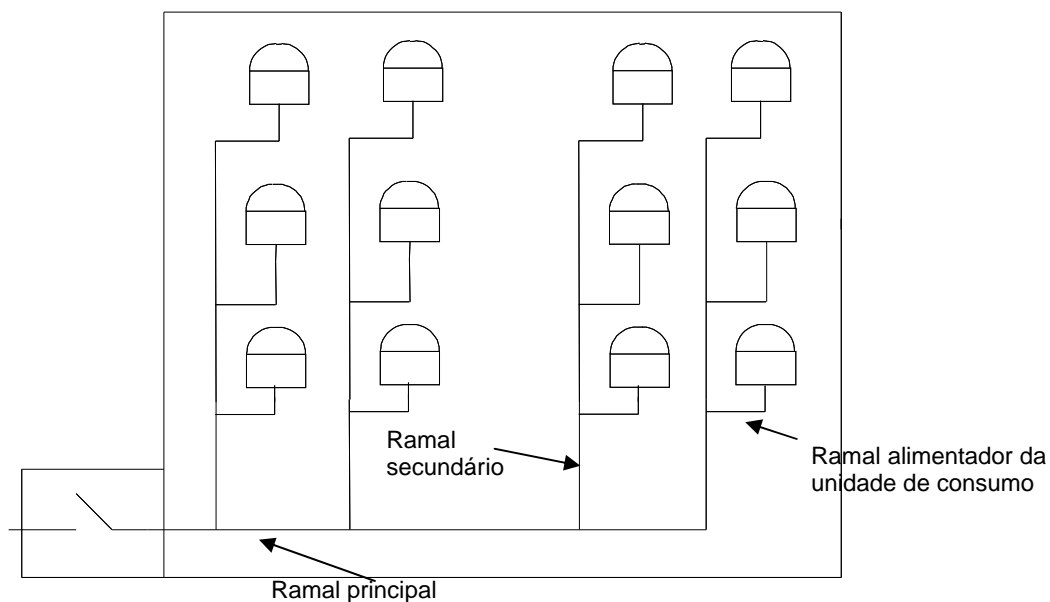 Ramal
secundário
Ramal alimentador da
unidade de consumo
Ramal principal